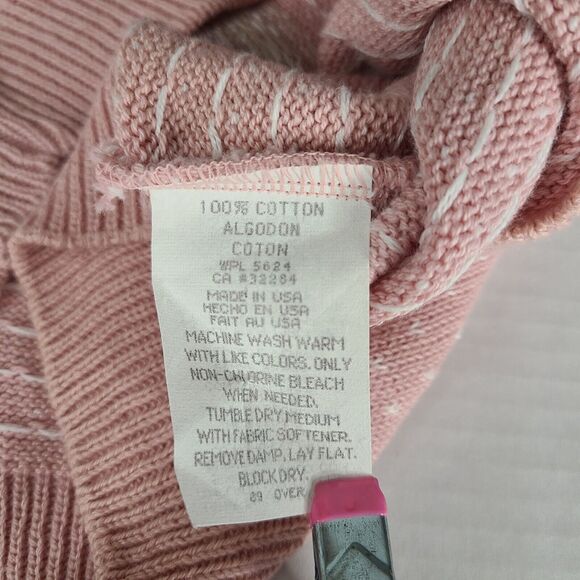 100% COTTON
ALGODON
COTON
WPL 5624
CA #32284
MADE IN USA
HECHO EN USA
FAIT AU USA
MACHINE WASH WARM
WITH LIKE COLORS. ONLY
NON-CHLORINE BLEACH
WHEN NEEDED.
TUMBLE DRY MEDIUM
WITH FABRIC SOFTENER.
REMOVE DAMP, LAY FLAT.
BLOCK DRY.
89 OVER